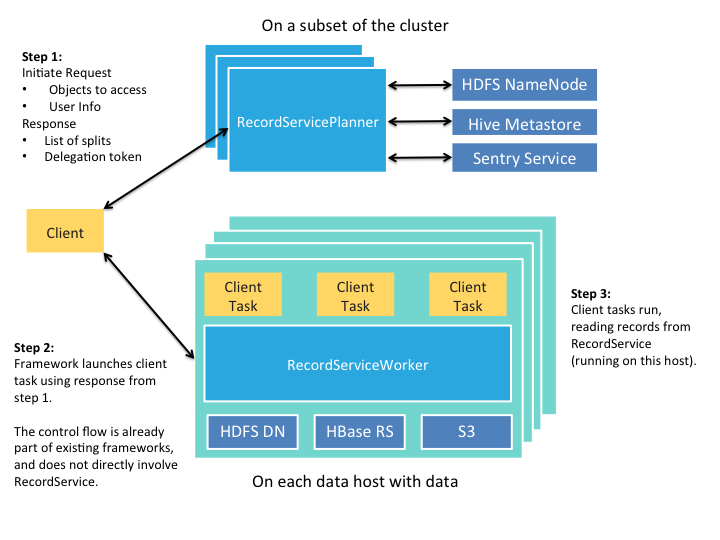 On a subset of the cluster
Step 1:
Initiate Request
• Objects to access
• User Info
Response
• List of splits
• Delegation token
RecordServicePlanner
HDFS NameNode
Hive Metastore
Sentry Service
Client
Client
Task
Client
Task
Client
Task
RecordServiceWorker
HDFS DN
HBase RS
S3
Step 3:
Client tasks run,
reading records from
RecordService
(running on this host).
Step 2:
Framework launches client
task using response from
step 1.
The control flow is already
part of existing frameworks,
and does not directly involve
RecordService.
On each data host with data